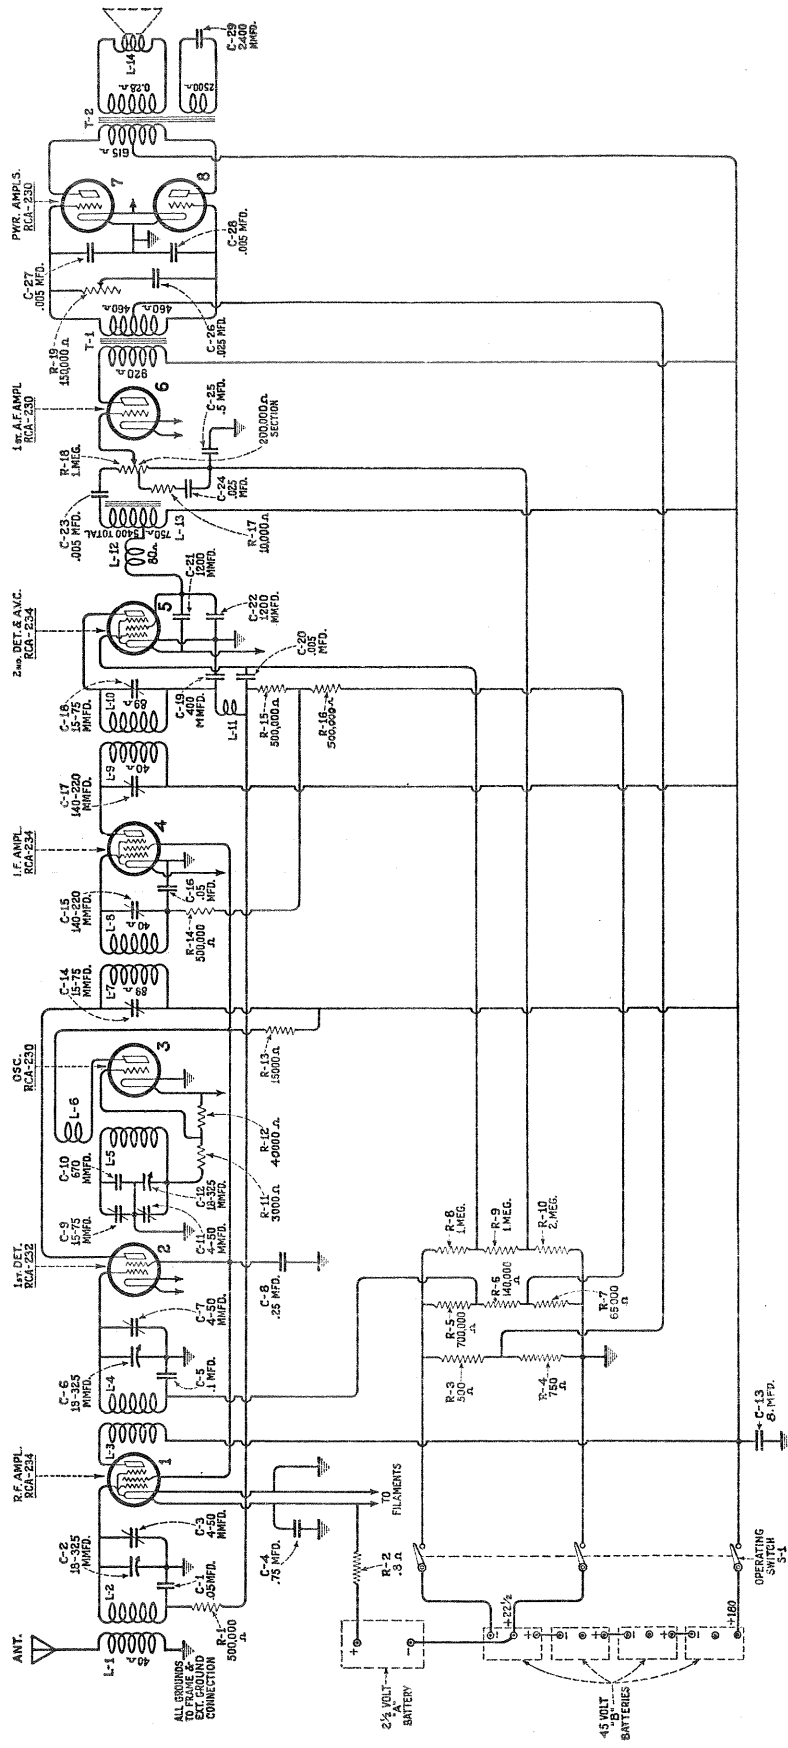 ANT.
L-1
40Ω
ALL GROUNDS
TO FRAME &
EXT. GROUND
CONNECTION
L-2
C-2
18-325
MMFD.
C-3
4-50
MMFD.
C-1
.05 MFD.
R-1
500,000
Ω
R.F. AMPL.
RCA-234
1
C-4
.75 MFD.
TO
FILAMENTS
R-2
.8 Ω
2½ VOLT
"A"
BATTERY
+
-
+22½
+180
45 VOLT
"B"
BATTERIES
OPERATING
SWITCH
S-1
C-13
8. MFD.
L-3
L-4
C-6
18-325
MMFD.
C-7
4-50
MMFD.
C-5
.1 MFD.
1ST. DET.
RCA-232
2
C-8
.25 MFD.
R-3
500
Ω
R-4
750
Ω
R-5
700,000
Ω
R-6
140,000
Ω
R-7
65000
Ω
R-8
1. MEG.
R-9
1. MEG.
R-10
2. MEG.
C-9
15-75
MMFD.
C-10
670
MMFD.
C-11
4-50
MMFD.
C-12
18-325
MMFD.
L-5
L-6
R-11
3000 Ω
R-12
40000 Ω
OSC.
RCA-230
3
R-13
15000Ω
C-14
15-75
MMFD.
L-7
89 Ω
L-8
40Ω
C-15
140-220
MMFD.
R-14
500,000
Ω
C-16
.05
MFD.
I.F. AMPL.
RCA-234
4
C-17
140-220
MMFD.
L-9
40Ω
C-18
15-75
MMFD.
L-10
89 Ω
C-19
400
MMFD.
L-11
R-15
500,000Ω
R-16
500,000Ω
2ND. DET. & A.V.C.
RCA-234
5
C-20
.005
MFD.
C-21
1200
MMFD.
C-22
1200
MMFD.
L-12
80Ω
C-23
.005 MFD.
750Ω
5400 TOTAL
L-13
R-17
10,000 Ω
C-24
.025
MFD.
R-18
1. MEG.
200,000Ω
SECTION
C-25
.5 MFD.
1ST. A.F. AMPL
RCA-230
6
T-1
920Ω
460Ω
460Ω
R-19
150,000 Ω
C-26
.025 MFD.
C-27
.005 MFD.
C-28
.005 MFD.
PWR. AMPLS.
RCA-230
7
8
T-2
615 Ω
0.28Ω
2500Ω
L-14
C-29
2400
MMFD.